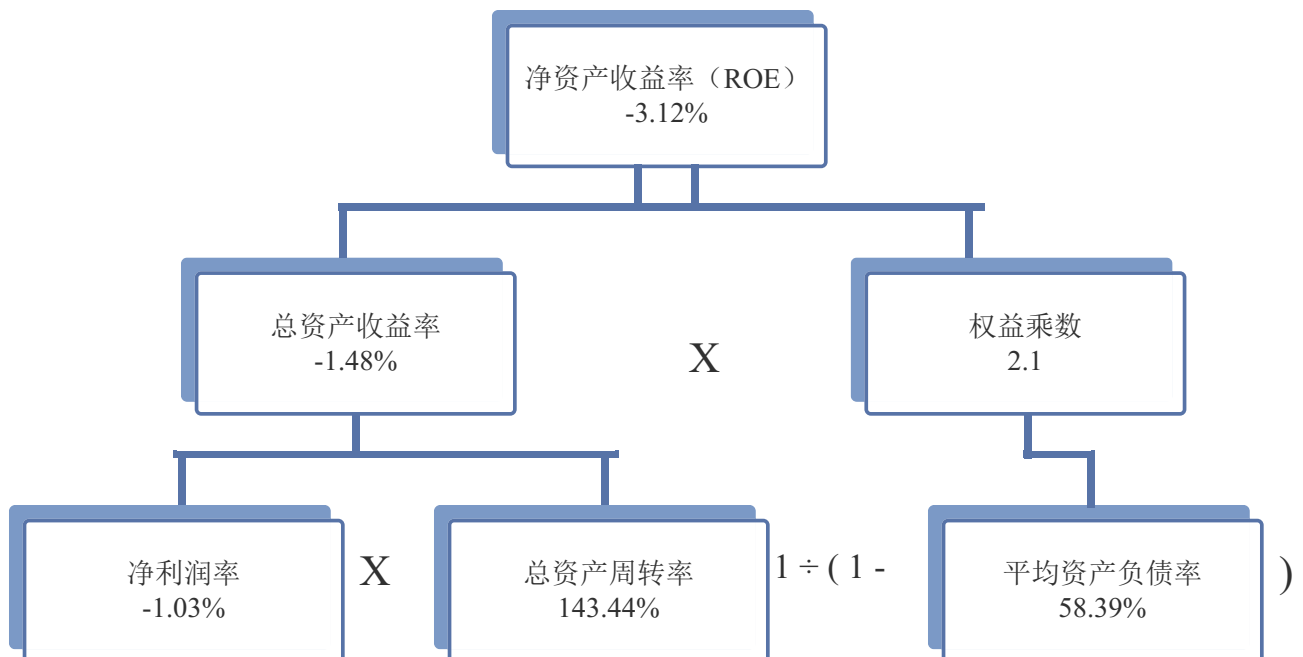 净资产收益率（ROE）
-3.12%
总资产收益率
-1.48%
X
权益乘数
2.1
净利润率
-1.03%
X
总资产周转率
143.44%
1 ÷ ( 1 -
平均资产负债率
58.39%
)